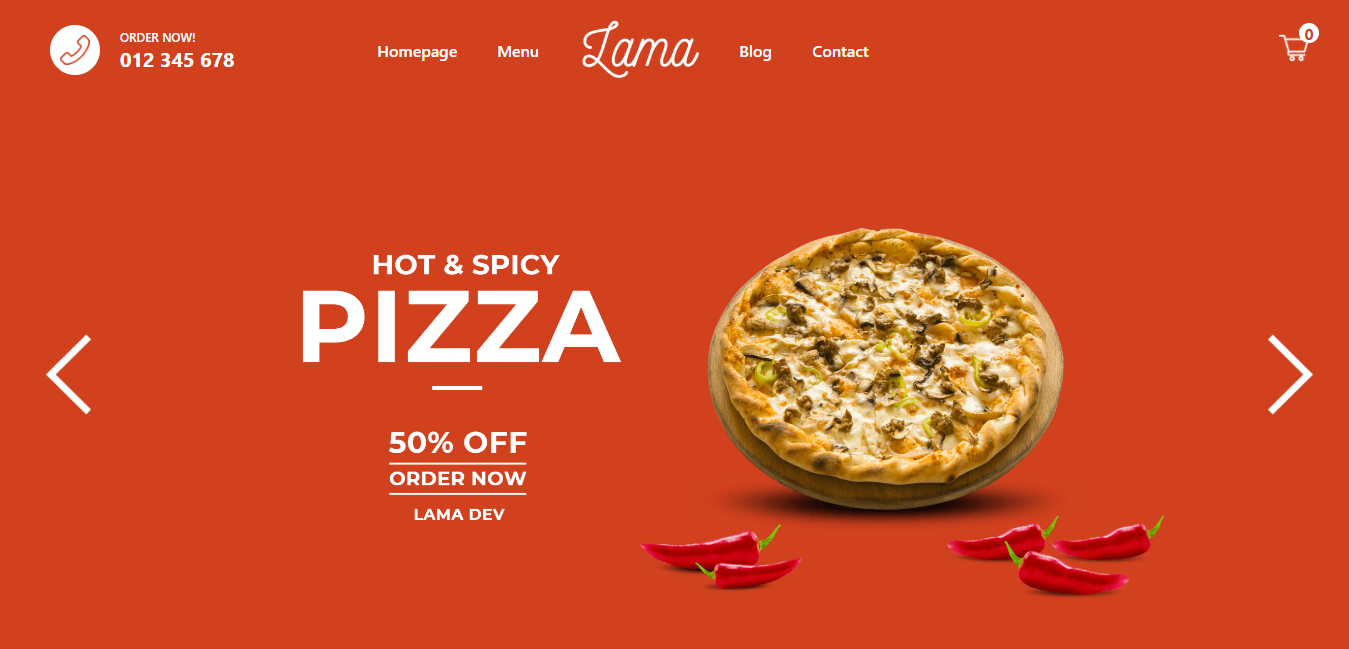 ORDER NOW!
012 345 678
Homepage
Menu
Lama
Blog
Contact
0
HOT & SPICY
PIZZA
50% OFF
ORDER NOW
LAMA DEV